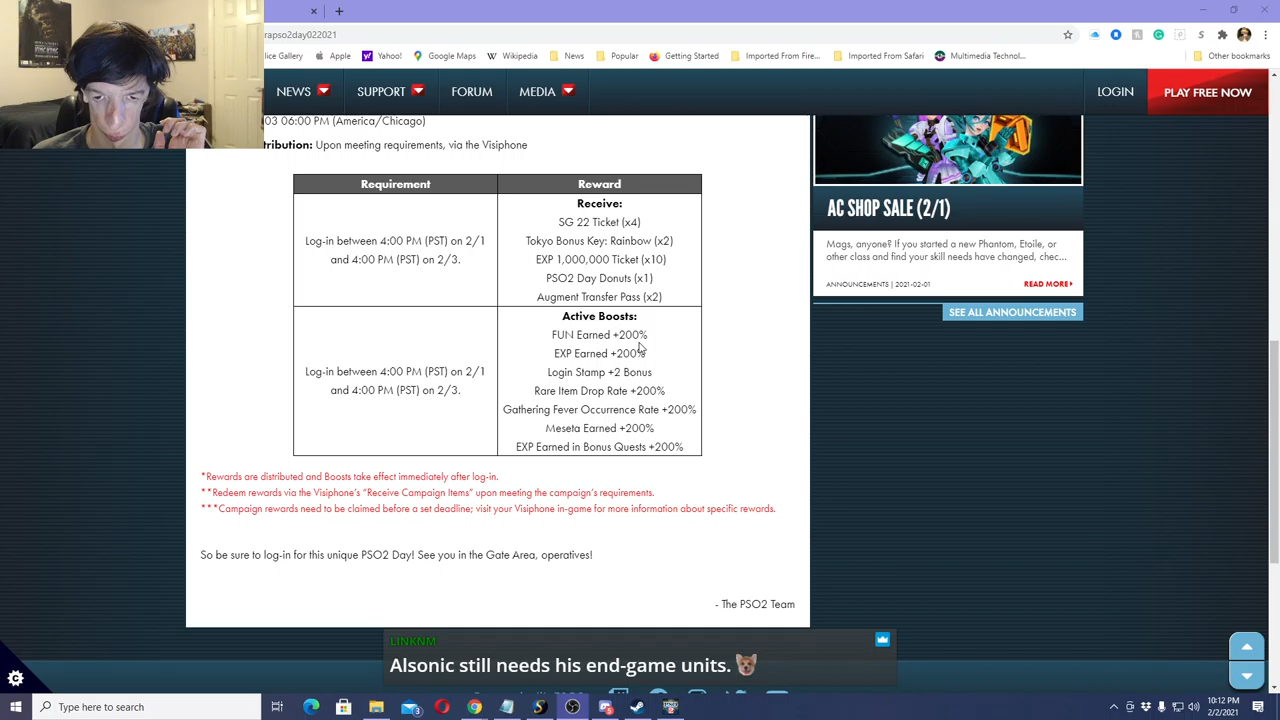 rapso2day022021
lice Gallery
Apple
Yahoo!
Google Maps
Wikipedia
News
Popular
Getting Started
Imported From Fire...
Imported From Safari
Multimedia Technol...
Other bookmarks
NEWS
SUPPORT
FORUM
MEDIA
LOGIN
PLAY FREE NOW
03 06:00 PM (America/Chicago)
tribution: Upon meeting requirements, via the Visiphone
Requirement
Reward
Log-in between 4:00 PM (PST) on 2/1
and 4:00 PM (PST) on 2/3.
Receive:
SG 22 Ticket (x4)
Tokyo Bonus Key: Rainbow (x2)
EXP 1,000,000 Ticket (x10)
PSO2 Day Donuts (x1)
Augment Transfer Pass (x2)
Log-in between 4:00 PM (PST) on 2/1
and 4:00 PM (PST) on 2/3.
Active Boosts:
FUN Earned +200%
EXP Earned +200%
Login Stamp +2 Bonus
Rare Item Drop Rate +200%
Gathering Fever Occurrence Rate +200%
Meseta Earned +200%
EXP Earned in Bonus Quests +200%
*Rewards are distributed and Boosts take effect immediately after log-in.
**Redeem rewards via the Visiphone's “Receive Campaign Items” upon meeting the campaign's requirements.
***Campaign rewards need to be claimed before a set deadline; visit your Visiphone in-game for more information about specific rewards.
So be sure to log-in for this unique PSO2 Day! See you in the Gate Area, operatives!
- The PSO2 Team
AC SHOP SALE (2/1)
Mags, anyone? If you started a new Phantom, Etoile, or
other class and find your skill needs have changed, chec...
ANNOUNCEMENTS | 2021-02-01
READ MORE
SEE ALL ANNOUNCEMENTS
LINKNM
Alsonic still needs his end-game units.
Type here to search
3
10:12 PM
2/2/2021